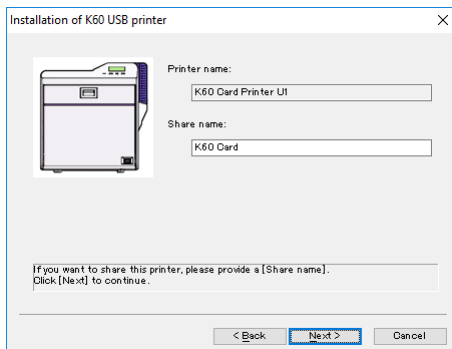 Installation of K60 USB printer
Printer name:
K60 Card Printer U1
Share name:
K60 Card
If you want to share this printer, please provide a [Share name].
Click [Next] to continue.
< Back
Next >
Cancel